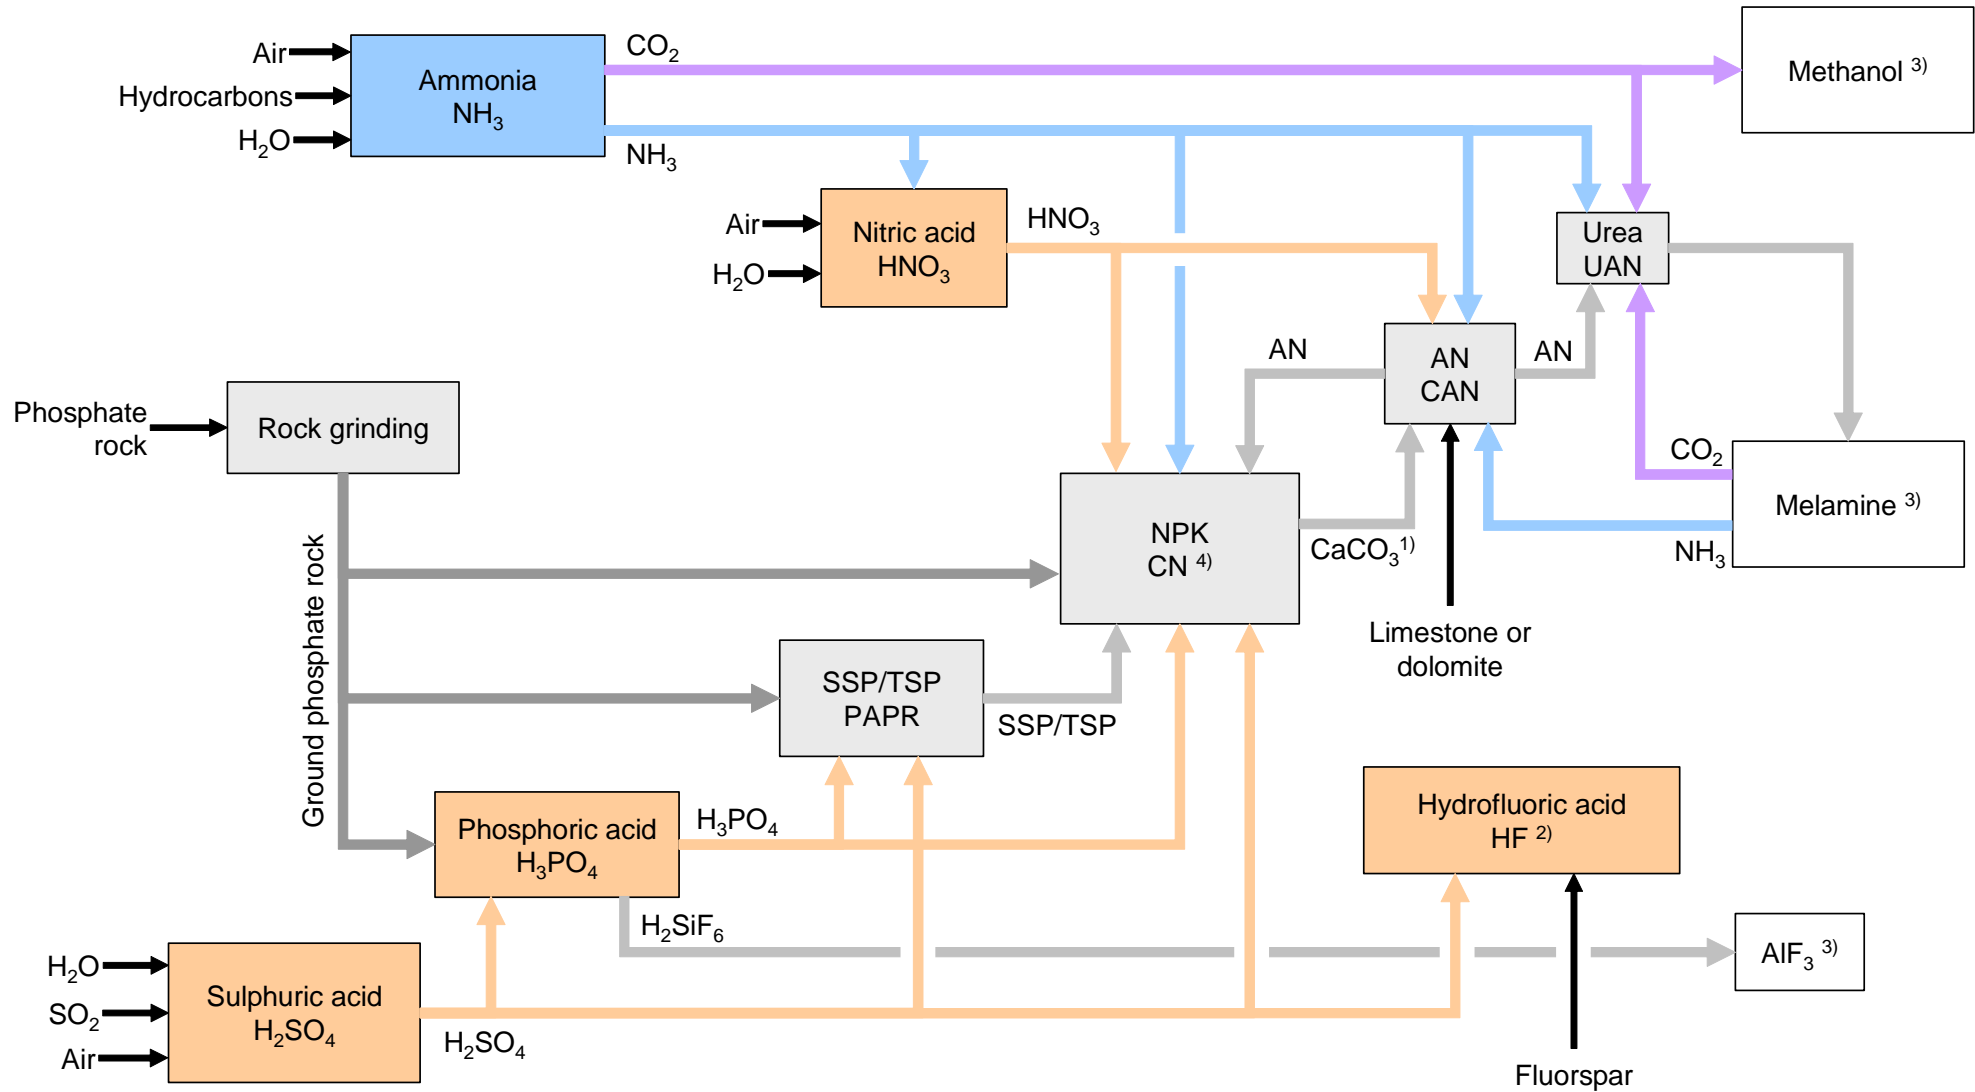 Air
Hydrocarbons
H₂O
Ammonia
NH₃
CO₂
NH₃
Methanol ³⁾
Air
H₂O
Nitric acid
HNO₃
HNO₃
Urea
UAN
AN
AN
CAN
AN
Phosphate
rock
Rock grinding
Ground phosphate rock
NPK
CN ⁴⁾
CaCO₃¹⁾
CO₂
Melamine ³⁾
NH₃
Limestone or
dolomite
SSP/TSP
PAPR
SSP/TSP
Phosphoric acid
H₃PO₄
H₃PO₄
H₂SiF₆
Hydrofluoric acid
HF ²⁾
AlF₃ ³⁾
H₂O
SO₂
Air
Sulphuric acid
H₂SO₄
H₂SO₄
Fluorspar